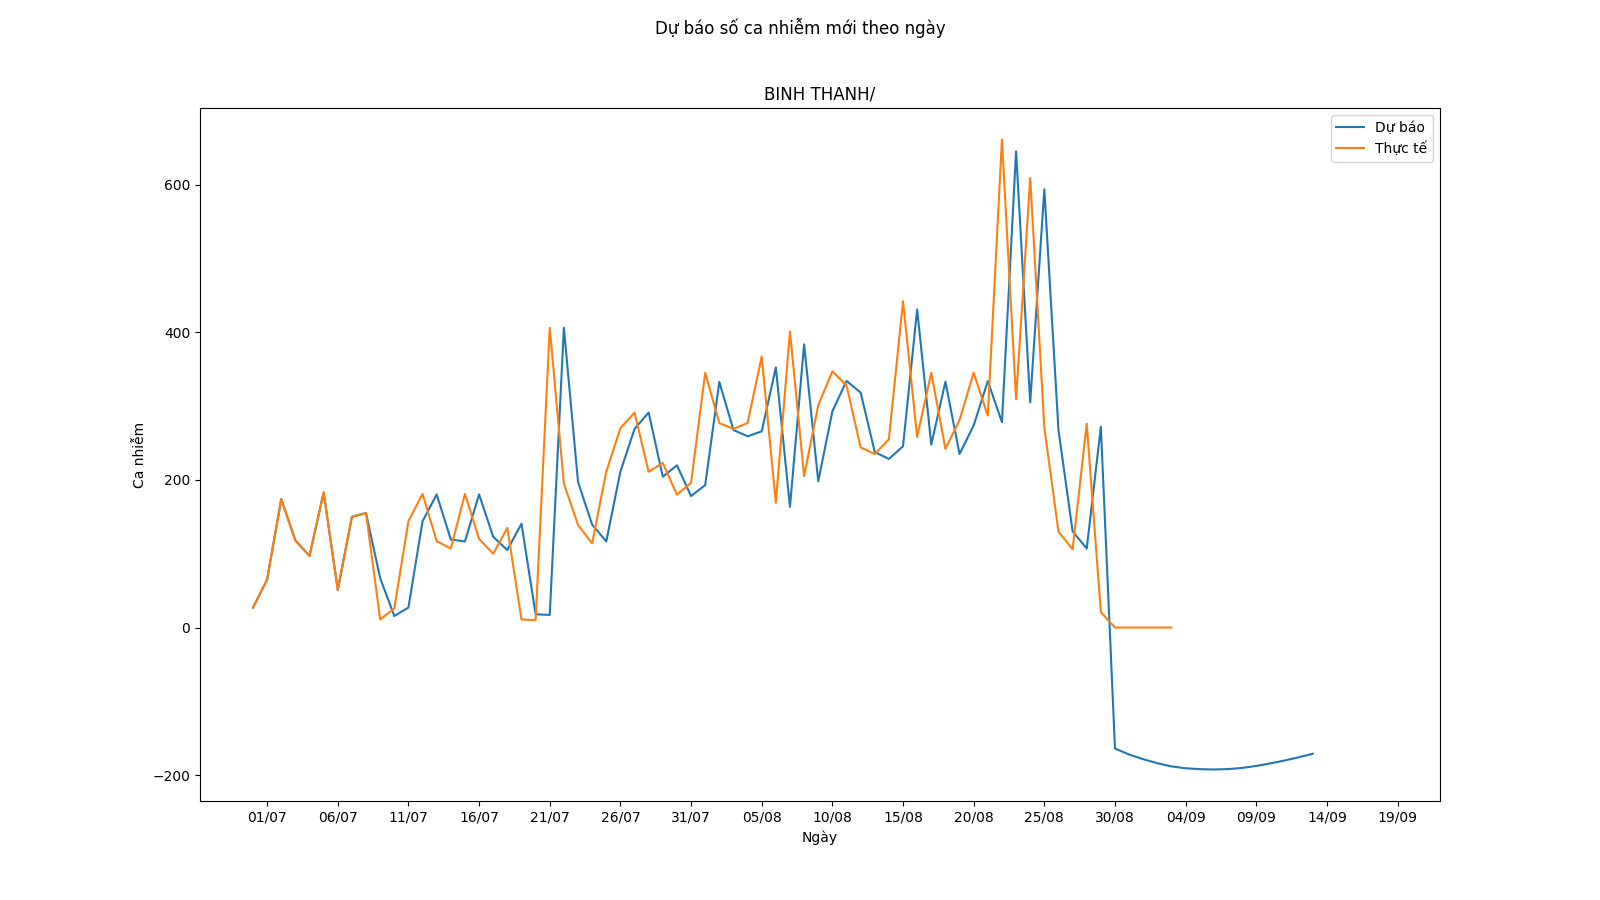 Dự báo số ca nhiễm mới theo ngày
BINH THANH/
Dự báo
Thực tế
600
400
200
0
−200
Ca nhiễm
01/07 06/07 11/07 16/07 21/07 26/07 31/07 05/08 10/08 15/08 20/08 25/08 30/08 04/09 09/09 14/09 19/09
Ngày